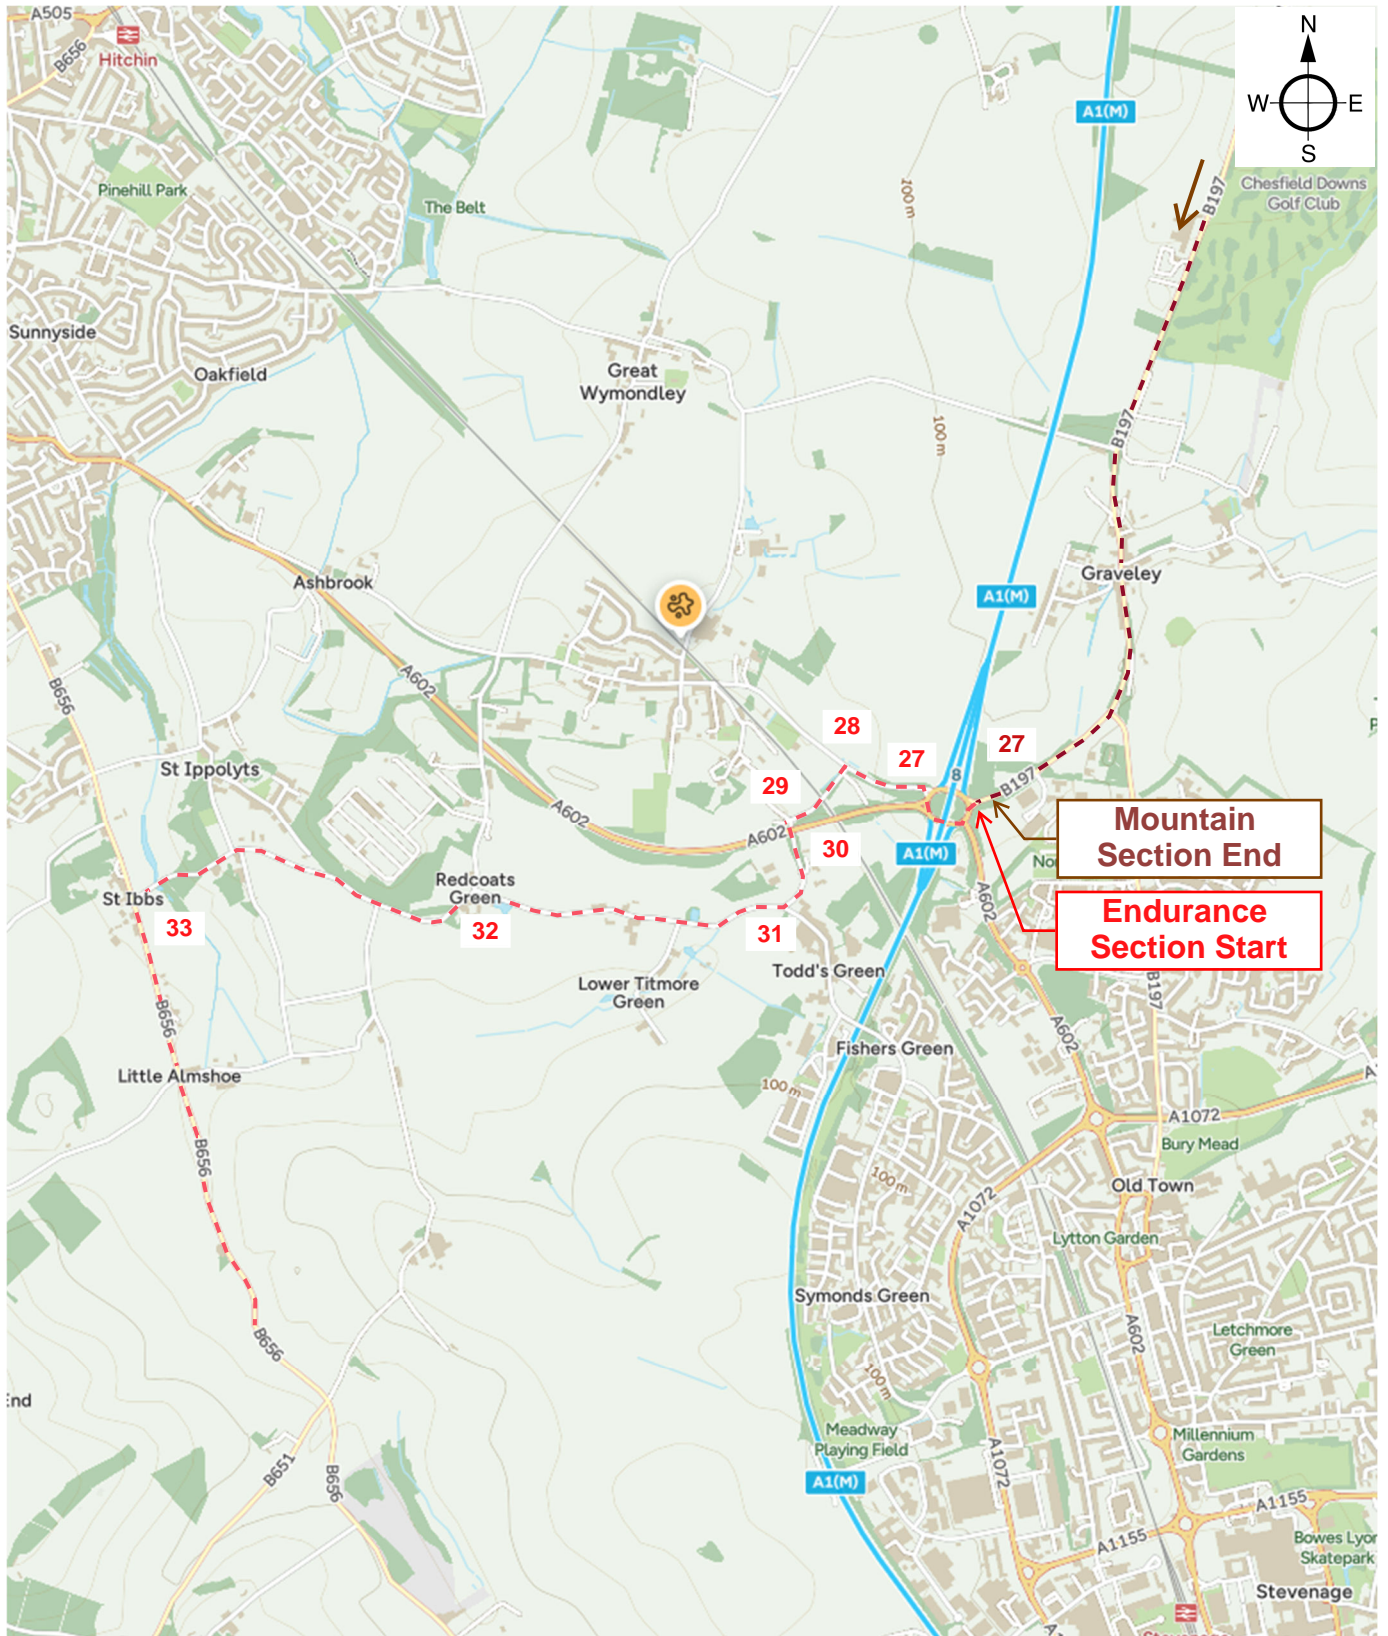 A505
B656
Hitchin
N
W
E
S
A1(M)
Pinehill Park
The Belt
100 m
B197
Chesfield Downs
Golf Club
Sunnyside
Oakfield
Great
Wymondley
100 m
B197
Ashbrook
A1(M)
Graveley
B656
A602
28
27
27
8
B197
St Ippolyts
29
A602
A602
30
A1(M)
Mountain
Section End
Redcoats
Green
St Ibbs
33
32
31
A602
Endurance
Section Start
Todd's Green
Lower Titmore
Green
B197
B656
A602
Fishers Green
Little Almshoe
100 m
A1072
B656
Bury Mead
100 m
Old Town
A1072
Lytton Garden
Symonds Green
B656
A602
Letchmore
Green
100 m
End
Meadway
Playing Field
Millennium
Gardens
B651
B656
A1(M)
A1072
A1155
A1155
Bowes Lyon
Skatepark
Stevenage